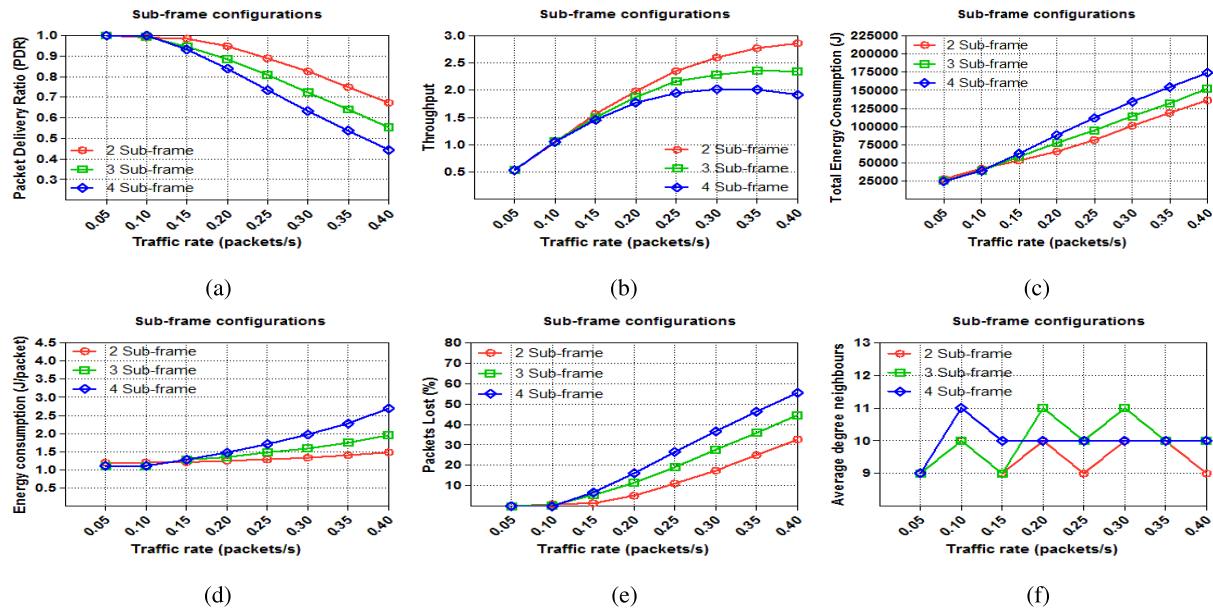 Sub-frame configurations
Packet Delivery Ratio (PDR)
1.0
0.9
0.8
0.7
0.6
0.5
0.4
0.3
2 Sub-frame
3 Sub-frame
4 Sub-frame
0.05 0.10 0.15 0.20 0.25 0.30 0.35 0.40
Traffic rate (packets/s)
(a)
Sub-frame configurations
Throughput
3.0
2.5
2.0
1.5
1.0
0.5
2 Sub-frame
3 Sub-frame
4 Sub-frame
0.05 0.10 0.15 0.20 0.25 0.30 0.35 0.40
Traffic rate (packets/s)
(b)
Sub-frame configurations
Total Energy Consumption (J)
225000
200000
175000
150000
125000
100000
75000
50000
25000
2 Sub-frame
3 Sub-frame
4 Sub-frame
0.05 0.10 0.15 0.20 0.25 0.30 0.35 0.40
Traffic rate (packets/s)
(c)
Sub-frame configurations
Energy consumption (J/packet)
4.5
4.0
3.5
3.0
2.5
2.0
1.5
1.0
0.5
2 Sub-frame
3 Sub-frame
4 Sub-frame
0.05 0.10 0.15 0.20 0.25 0.30 0.35 0.40
Traffic rate (packets/s)
(d)
Sub-frame configurations
Packets Lost (%)
80
70
60
50
40
30
20
10
2 Sub-frame
3 Sub-frame
4 Sub-frame
0.05 0.10 0.15 0.20 0.25 0.30 0.35 0.40
Traffic rate (packets/s)
(e)
Sub-frame configurations
Average degree neighbours
13
12
11
10
9
2 Sub-frame
3 Sub-frame
4 Sub-frame
0.05 0.10 0.15 0.20 0.25 0.30 0.35 0.40
Traffic rate (packets/s)
(f)